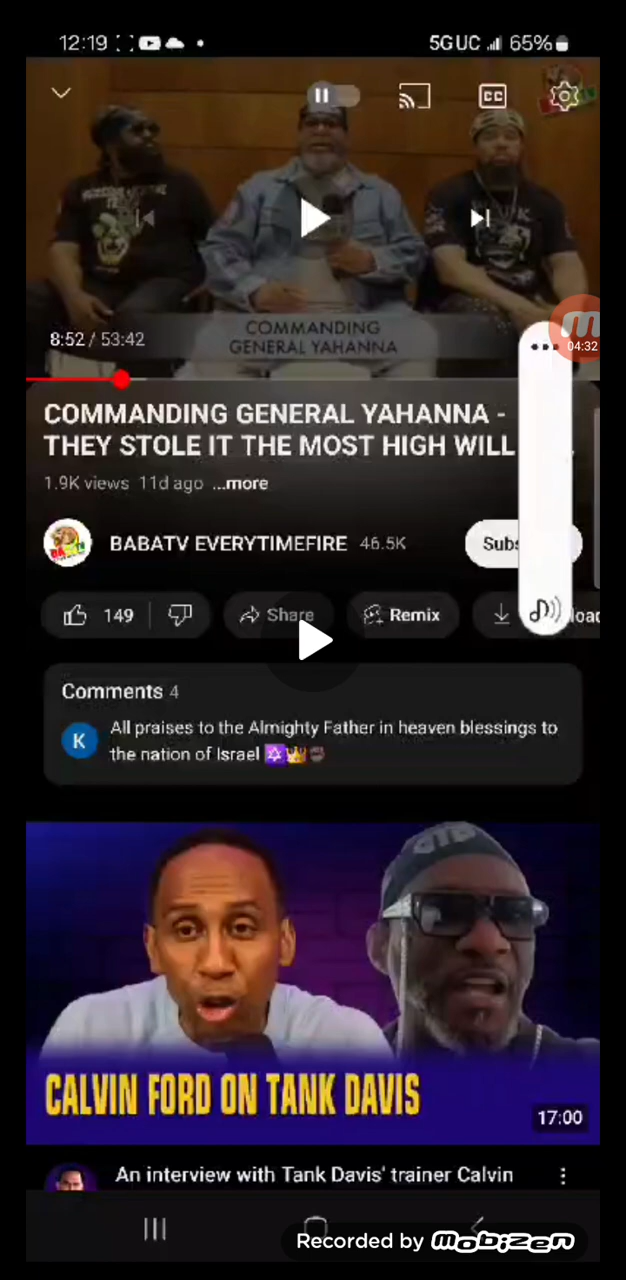 12:19
5GUC 65%
CC
COMMANDING
GENERAL YAHANNA
8:52 / 53:42
04:32
COMMANDING GENERAL YAHANNA -
THEY STOLE IT THE MOST HIGH WILL
1.9K views 11d ago ...more
BABATV EVERYTIMEFIRE 46.5K
Subs
149 Share Remix
Comments 4
K
All praises to the Almighty Father in heaven blessings to
the nation of Israel
CALVIN FORD ON TANK DAVIS
17:00
An interview with Tank Davis' trainer Calvin
Recorded by Mobizen